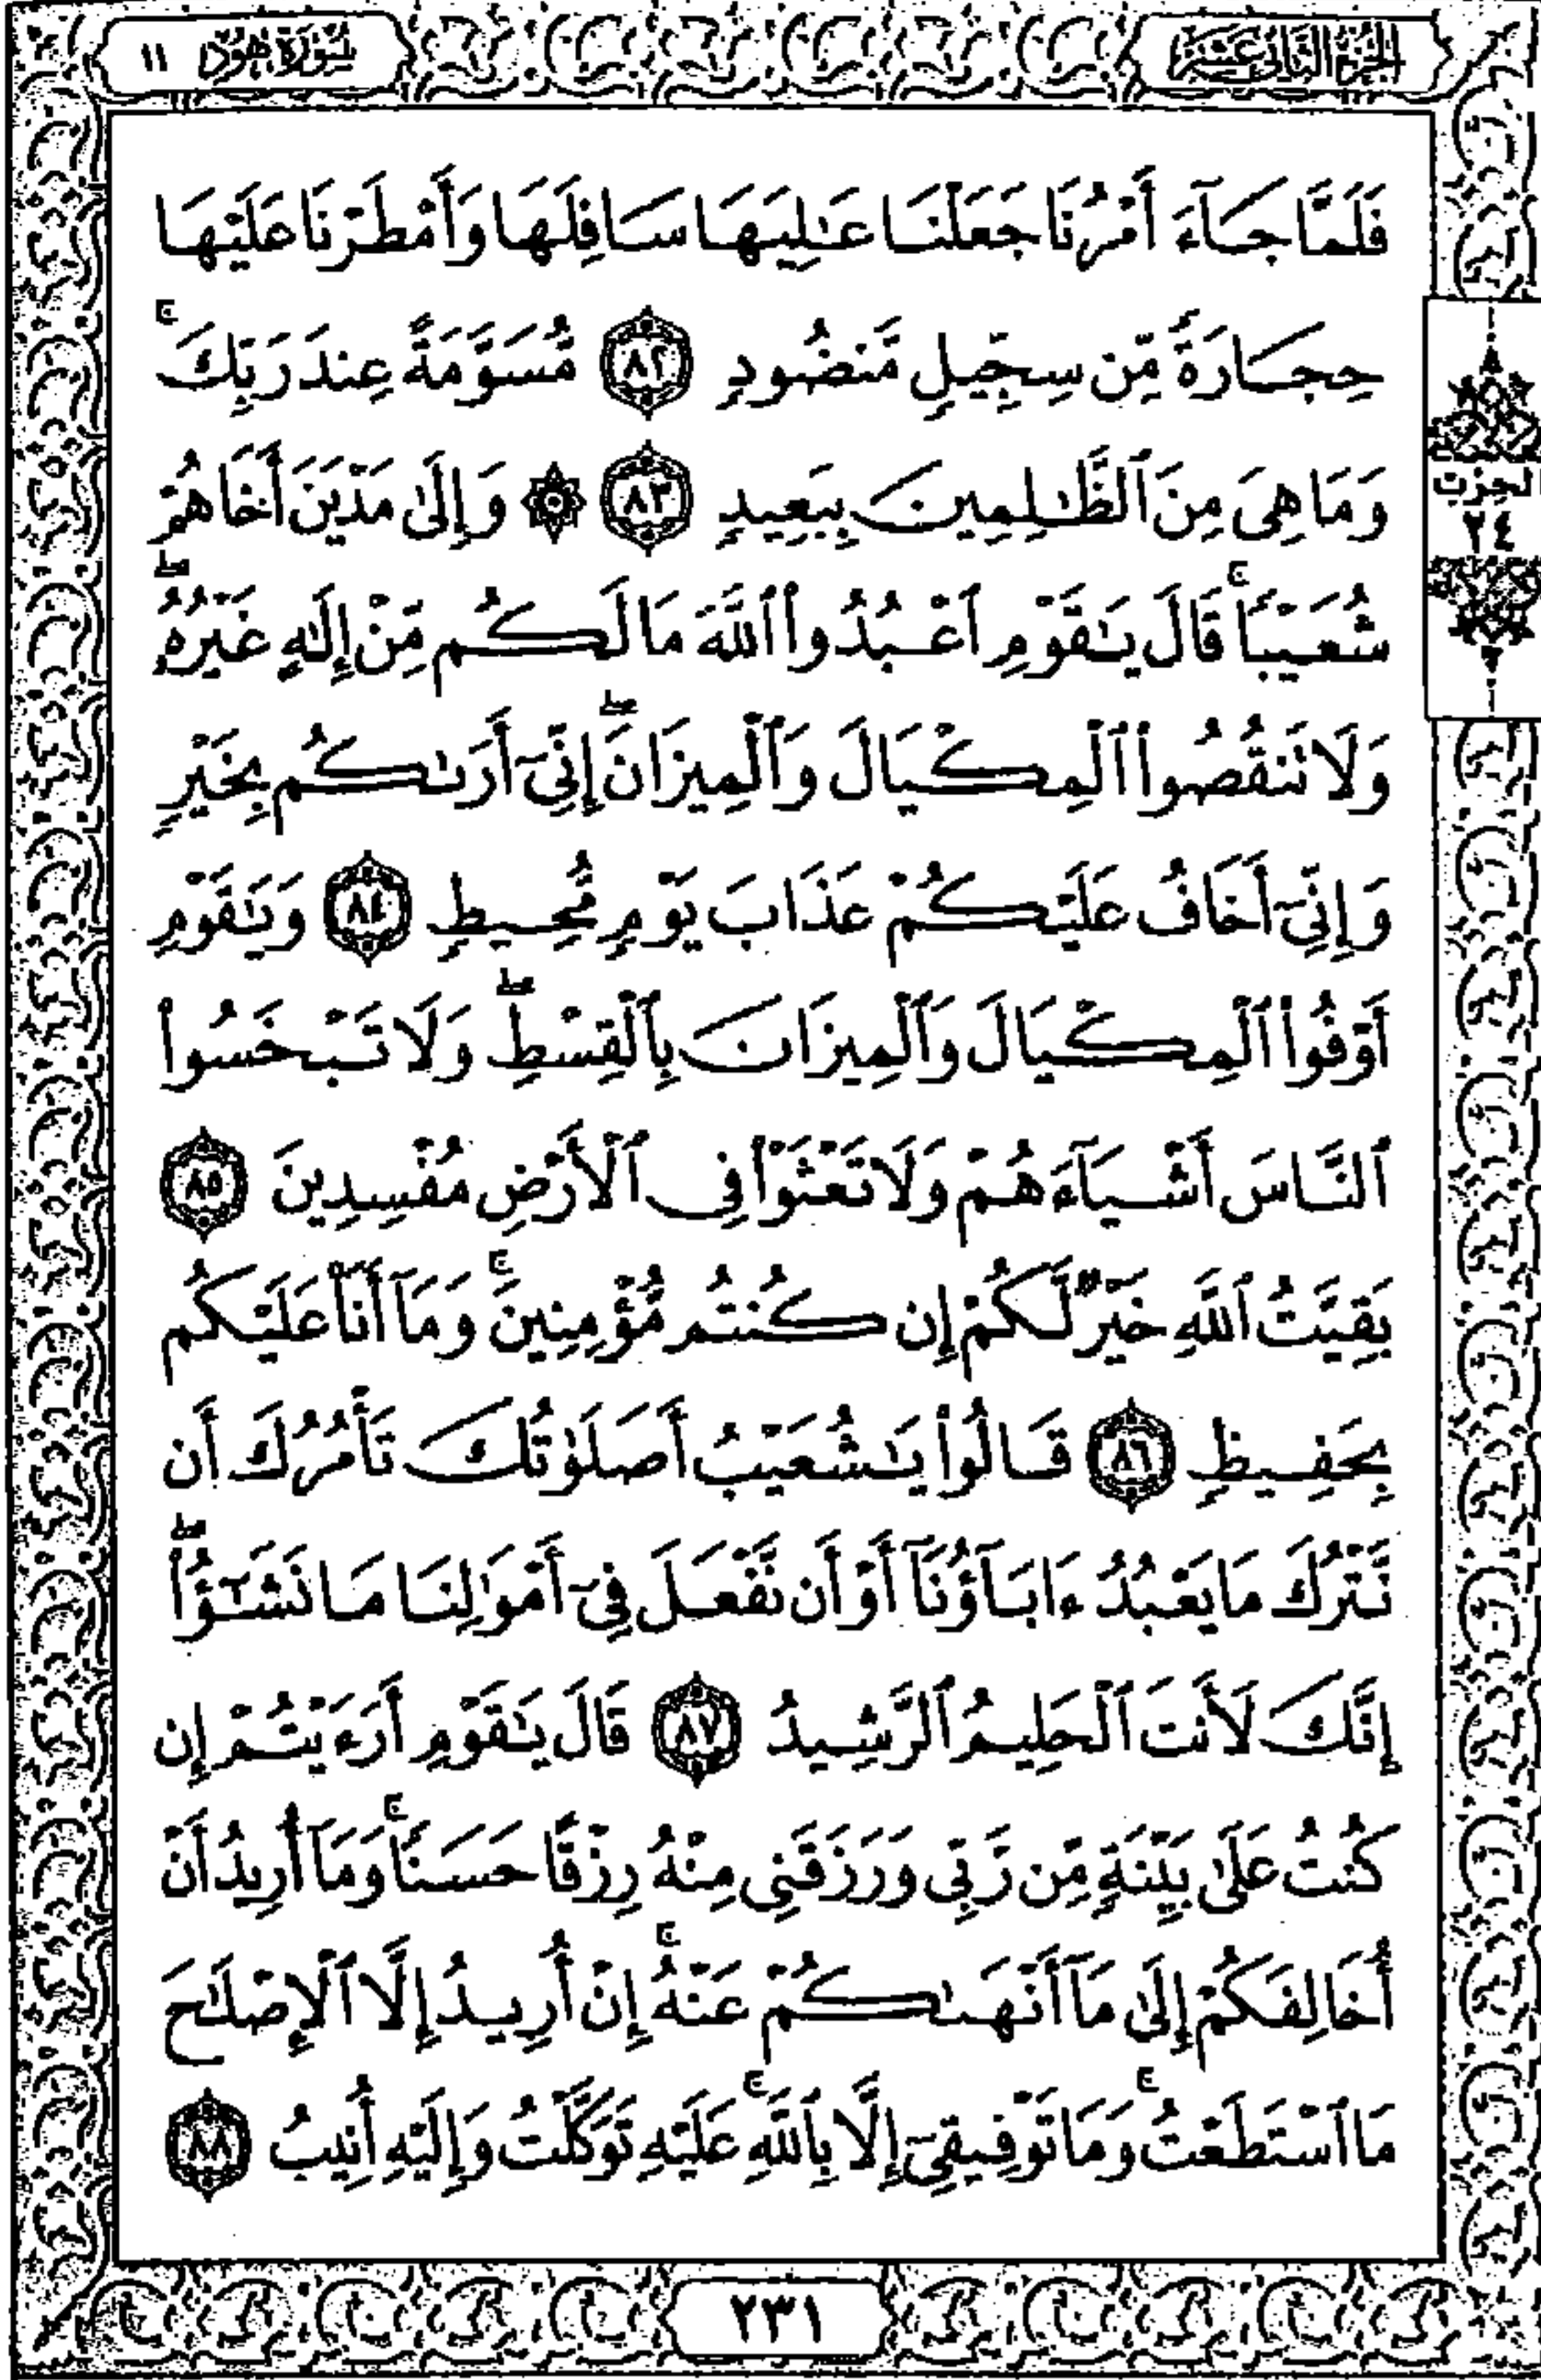 الجزء الثاني عشر
سورة هود ١١
فَلَمَّا جَآءَ أَمْرُنَا جَعَلْنَا عَٰلِيَهَا سَافِلَهَا وَأَمْطَرْنَا عَلَيْهَا
حِجَارَةً مِّن سِجِّيلٍ مَّنضُودٍ ٨٢ مُّسَوَّمَةً عِندَ رَبِّكَۚ
وَمَا هِىَ مِنَ ٱلظَّٰلِمِينَ بِبَعِيدٍ ٨٣ ۞ وَإِلَىٰ مَدْيَنَ أَخَاهُمْ
شُعَيْبًاۚ قَالَ يَٰقَوْمِ ٱعْبُدُوا۟ ٱللَّهَ مَا لَكُم مِّنْ إِلَٰهٍ غَيْرُهُۥۖ
وَلَا تَنقُصُوا۟ ٱلْمِكْيَالَ وَٱلْمِيزَانَۖ إِنِّىٓ أَرَىٰكُم بِخَيْرٍ
وَإِنِّىٓ أَخَافُ عَلَيْكُمْ عَذَابَ يَوْمٍ مُّحِيطٍ ٨٤ وَيَٰقَوْمِ
أَوْفُوا۟ ٱلْمِكْيَالَ وَٱلْمِيزَانَ بِٱلْقِسْطِۖ وَلَا تَبْخَسُوا۟
ٱلنَّاسَ أَشْيَآءَهُمْ وَلَا تَعْثَوْا۟ فِى ٱلْأَرْضِ مُفْسِدِينَ ٨٥
بَقِيَّتُ ٱللَّهِ خَيْرٌ لَّكُمْ إِن كُنتُم مُّؤْمِنِينَۚ وَمَآ أَنَا۠ عَلَيْكُم
بِحَفِيظٍ ٨٦ قَالُوا۟ يَٰشُعَيْبُ أَصَلَوٰتُكَ تَأْمُرُكَ أَن
نَّتْرُكَ مَا يَعْبُدُ ءَابَآؤُنَآ أَوْ أَن نَّفْعَلَ فِىٓ أَمْوَٰلِنَا مَا نَشَٰٓؤُا۟ۖ
إِنَّكَ لَأَنتَ ٱلْحَلِيمُ ٱلرَّشِيدُ ٨٧ قَالَ يَٰقَوْمِ أَرَءَيْتُمْ إِن
كُنتُ عَلَىٰ بَيِّنَةٍ مِّن رَّبِّى وَرَزَقَنِى مِنْهُ رِزْقًا حَسَنًاۚ وَمَآ أُرِيدُ أَنْ
أُخَالِفَكُمْ إِلَىٰ مَآ أَنْهَىٰكُمْ عَنْهُۚ إِنْ أُرِيدُ إِلَّا ٱلْإِصْلَٰحَ
مَا ٱسْتَطَعْتُۚ وَمَا تَوْفِيقِىٓ إِلَّا بِٱللَّهِۚ عَلَيْهِ تَوَكَّلْتُ وَإِلَيْهِ أُنِيبُ ٨٨
الحزب
٢٤
٢٣١